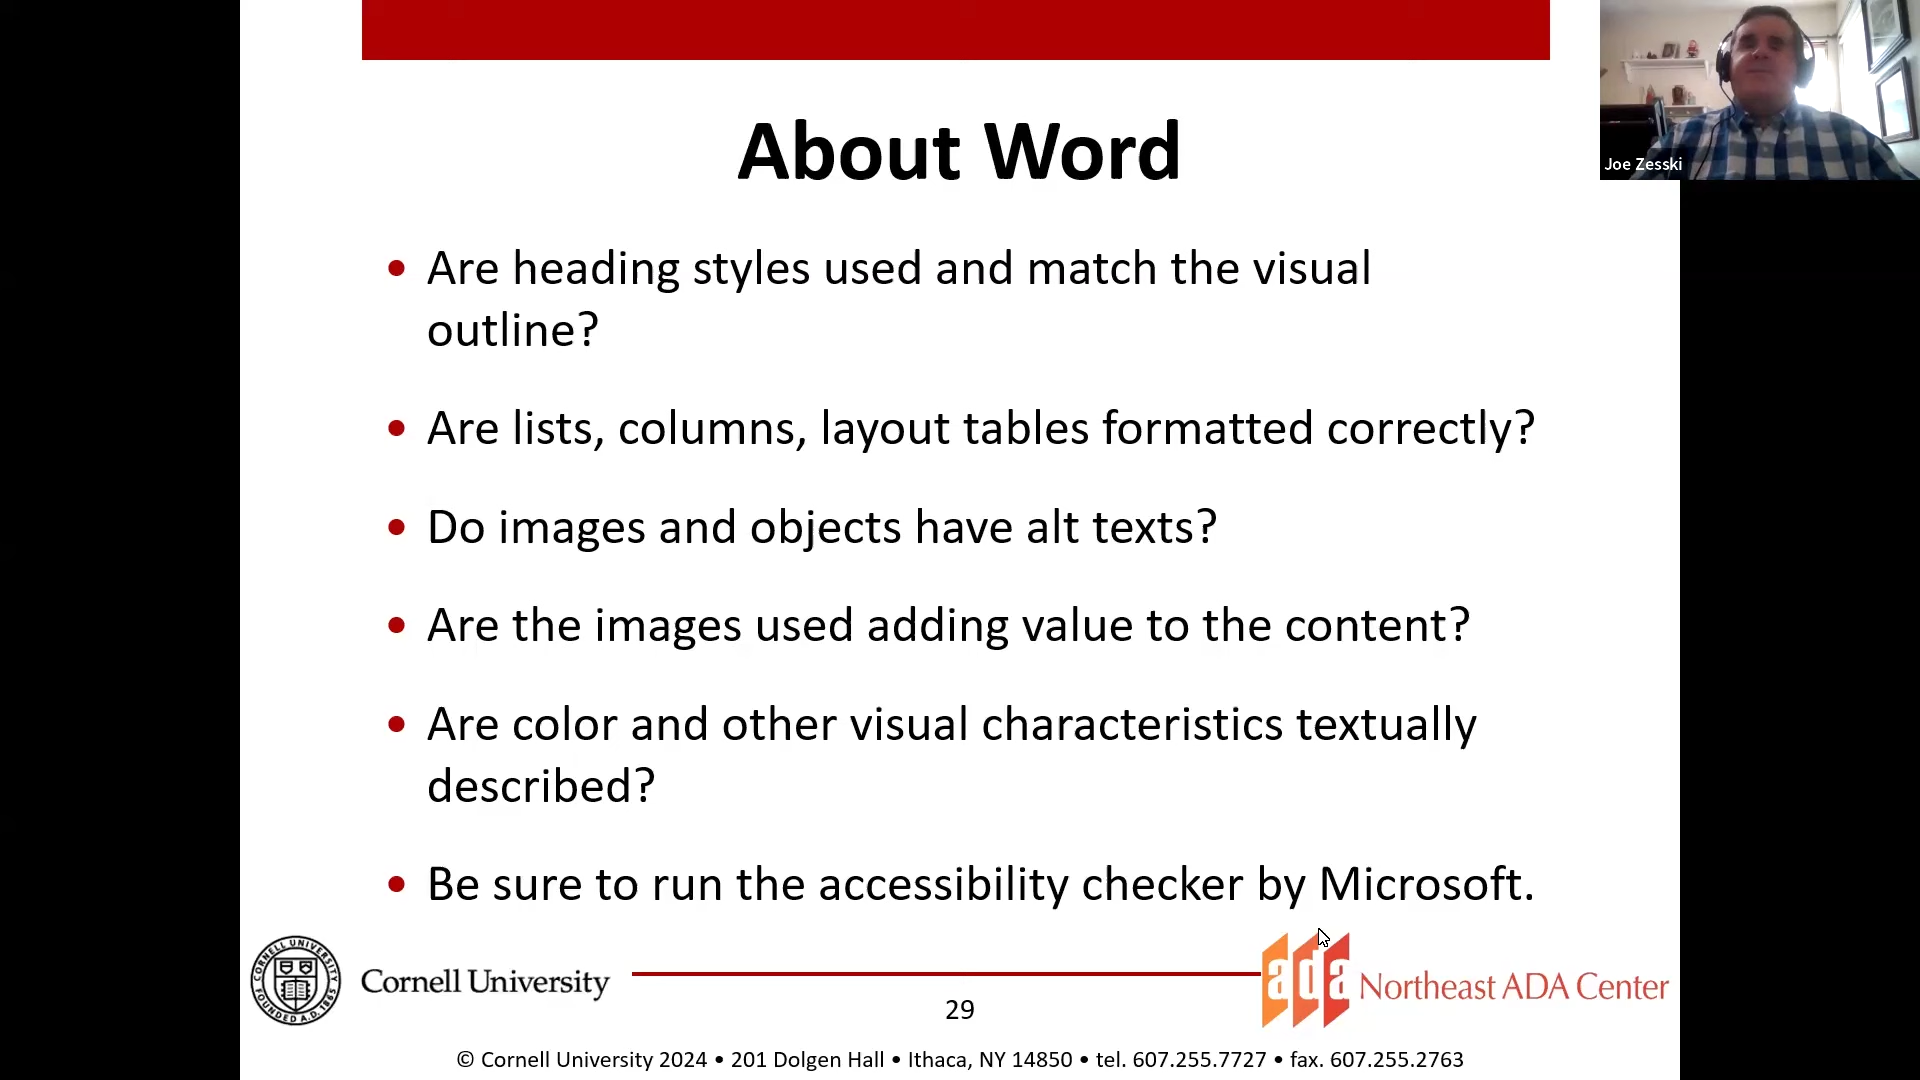 About Word
Joe Zesski
• Are heading styles used and match the visual
outline?
• Are lists, columns, layout tables formatted correctly?
• Do images and objects have alt texts?
• Are the images used adding value to the content?
• Are color and other visual characteristics textually
described?
• Be sure to run the accessibility checker by Microsoft.
CORNELL UNIVERSITY
FOUNDED A.D. 1865
Cornell University
ada
Northeast ADA Center
29
© Cornell University 2024 • 201 Dolgen Hall • Ithaca, NY 14850 • tel. 607.255.7727 • fax. 607.255.2763